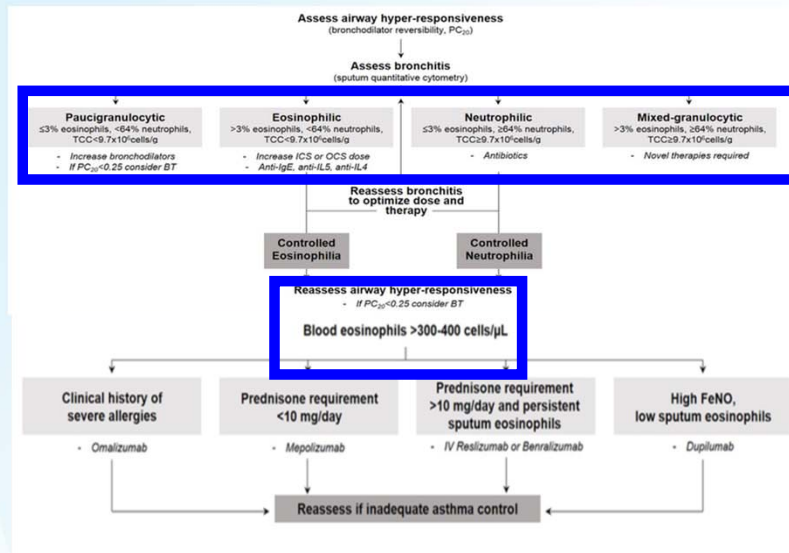 Assess airway hyper-responsiveness
(bronchodilator reversibility, PC20)
Assess bronchitis
(sputum quantitative cytometry)
Paucigranulocytic
≤3% eosinophils, <64% neutrophils,
TCC<9.7x10⁶cells/g
- Increase bronchodilators
- If PC20<0.25 consider BT
Eosinophilic
>3% eosinophils, <64% neutrophils,
TCC<9.7x10⁶cells/g
- Increase ICS or OCS dose
- Anti-IgE, anti-IL5, anti-IL4
Neutrophilic
≤3% eosinophils, ≥64% neutrophils,
TCC≥9.7x10⁶cells/g
- Antibiotics
Mixed-granulocytic
>3% eosinophils, ≥64% neutrophils,
TCC≥9.7x10⁶cells/g
- Novel therapies required
Reassess bronchitis
to optimize dose and
therapy
Controlled
Eosinophilia
Controlled
Neutrophilia
Reassess airway hyper-responsiveness
- If PC20<0.25 consider BT
Blood eosinophils >300-400 cells/µL
Clinical history of
severe allergies
- Omalizumab
Prednisone requirement
<10 mg/day
- Mepolizumab
Prednisone requirement
>10 mg/day and persistent
sputum eosinophils
- IV Reslizumab or Benralizumab
High FeNO,
low sputum eosinophils
- Dupilumab
Reassess if inadequate asthma control